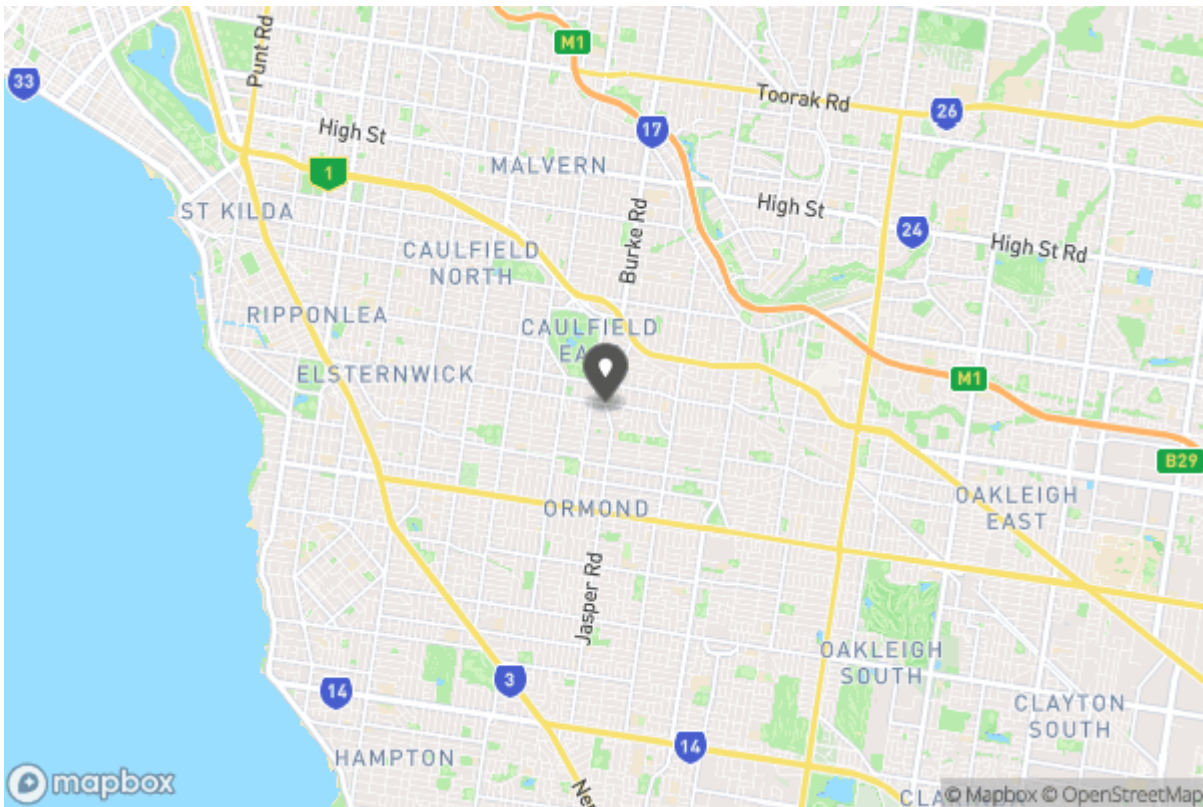 M1
Punt Rd
33
Toorak Rd
26
High St
17
MALVERN
1
High St
24
ST KILDA
Burke Rd
High St Rd
CAULFIELD
NORTH
RIPPONLEA
CAULFIELD
EA
ELSTERNWICK
M1
B29
OAKLEIGH
EAST
ORMOND
Jasper Rd
OAKLEIGH
SOUTH
3
14
CLAYTON
SOUTH
14
HAMPTON
mapbox
Ne
CLA
© Mapbox © OpenStreetMap